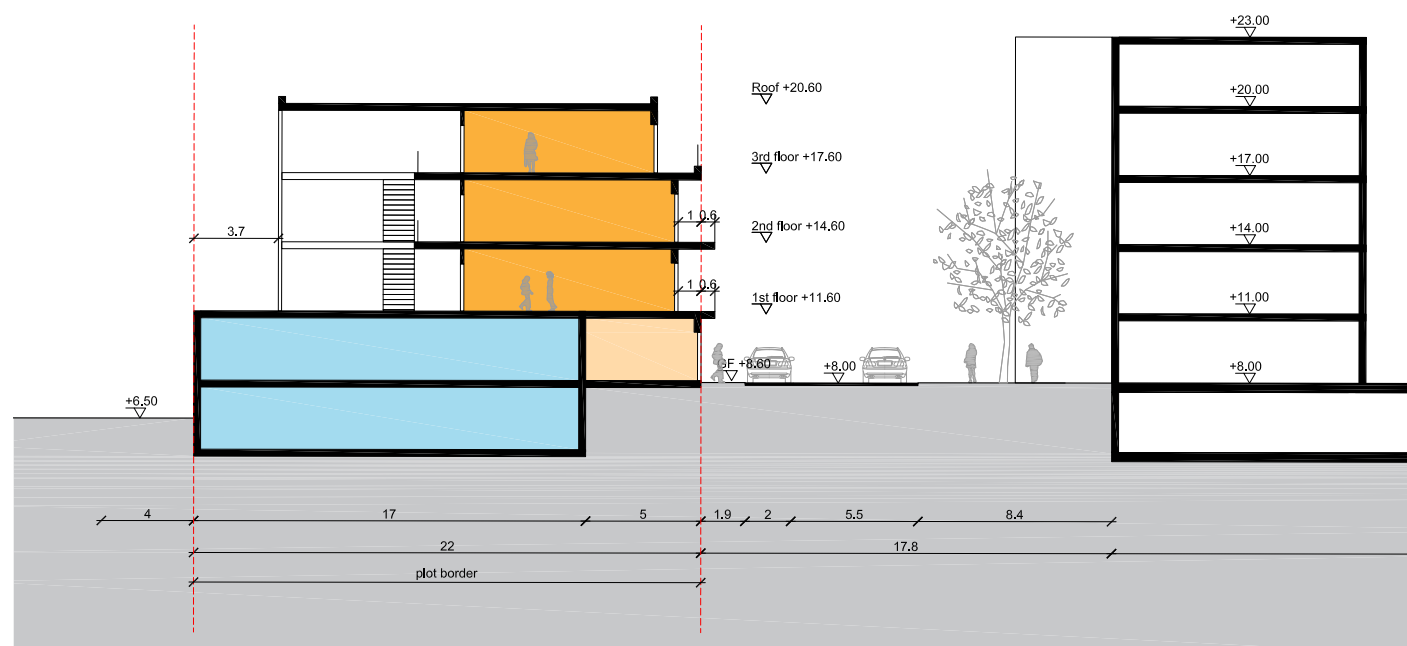 +23.00
Roof +20.60
+20.00
3rd floor +17.60
+17.00
1 0.6
3.7
2nd floor +14.60
+14.00
1 0.6
1st floor +11.60
+11.00
GF +8.60
+8.00
+8.00
+6.50
4 17 5 1.9 2 5.5 8.4
22 17.8
plot border